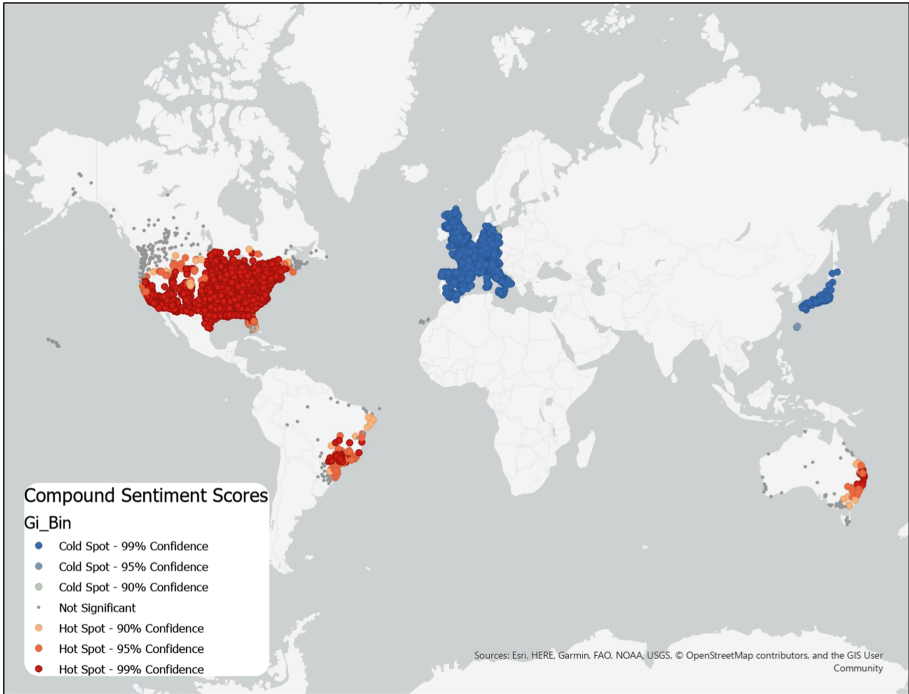 Compound Sentiment Scores
Gi_Bin
Cold Spot - 99% Confidence
Cold Spot - 95% Confidence
Cold Spot - 90% Confidence
Not Significant
Hot Spot - 90% Confidence
Hot Spot - 95% Confidence
Hot Spot - 99% Confidence
Sources: Esri, HERE, Garmin, FAO, NOAA, USGS, © OpenStreetMap contributors, and the GIS User
Community